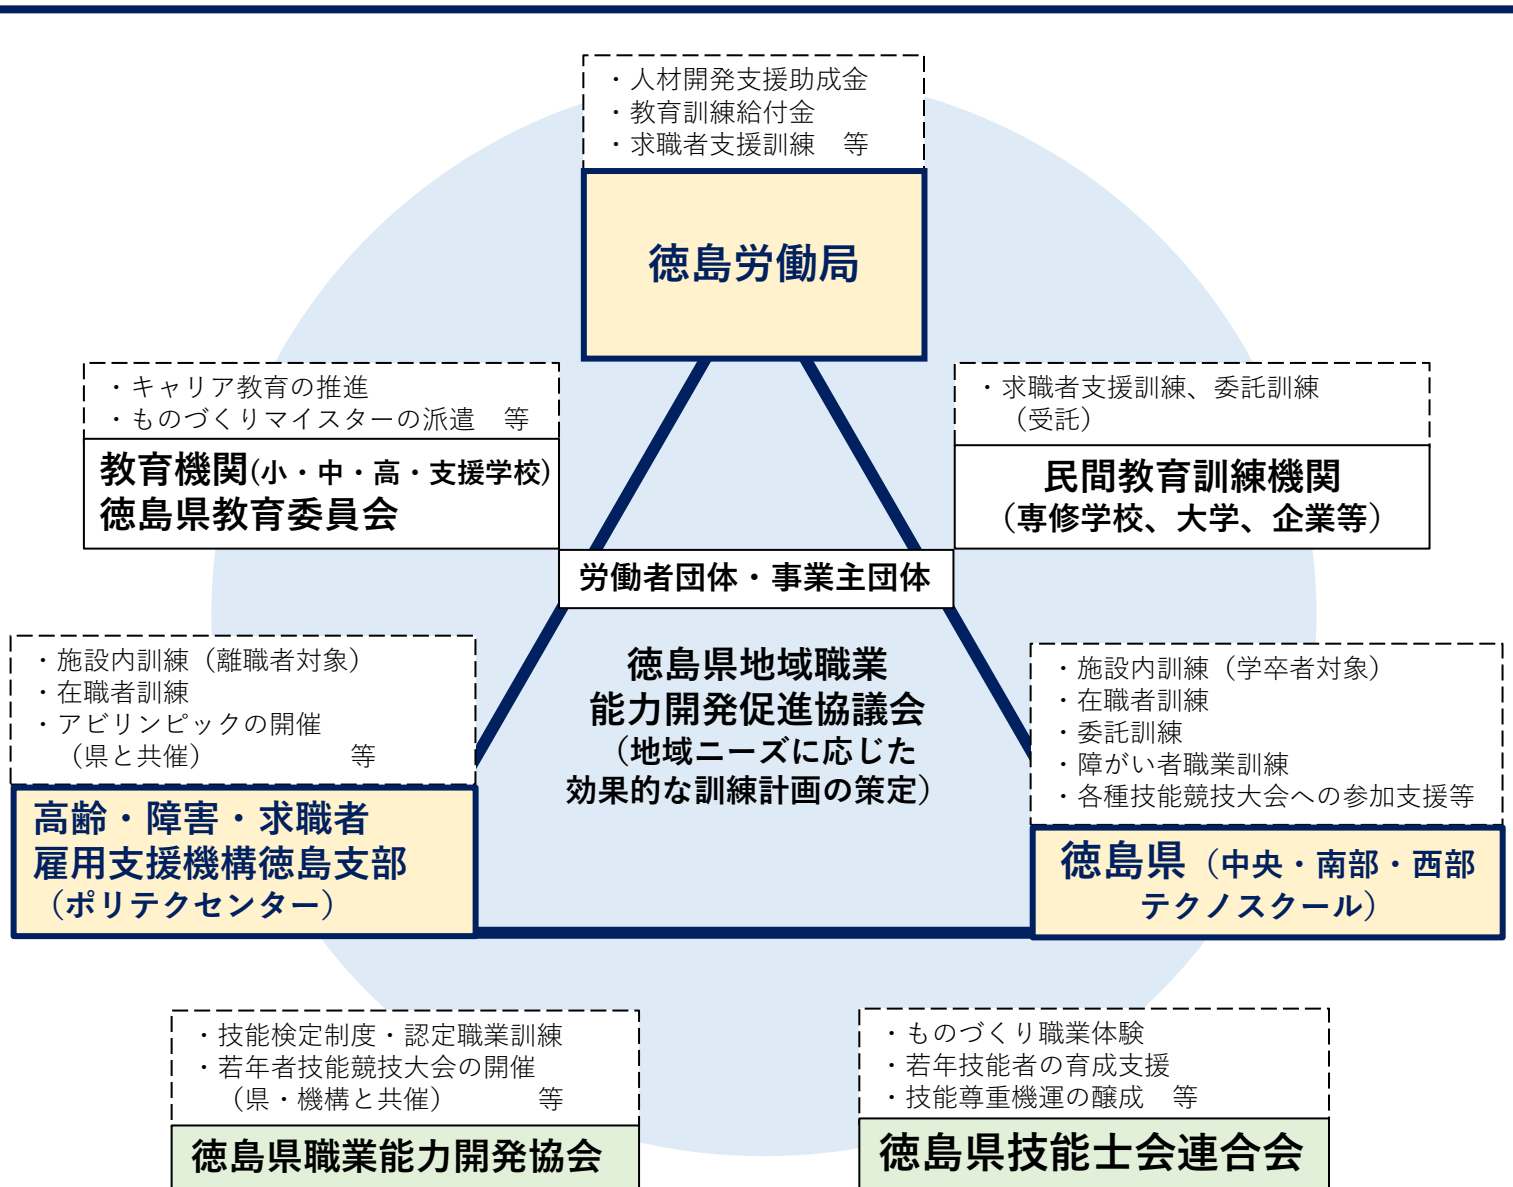 ・人材開発支援助成金
・教育訓練給付金
・求職者支援訓練　等
徳島労働局
・キャリア教育の推進
・ものづくりマイスターの派遣　等
教育機関(小・中・高・支援学校)
徳島県教育委員会
・求職者支援訓練、委託訓練
（受託）
民間教育訓練機関
（専修学校、大学、企業等）
労働者団体・事業主団体
徳島県地域職業
能力開発促進協議会
（地域ニーズに応じた
効果的な訓練計画の策定）
・施設内訓練（離職者対象）
・在職者訓練
・アビリンピックの開催
（県と共催）　　　　　等
高齢・障害・求職者
雇用支援機構徳島支部
（ポリテクセンター）
・施設内訓練（学卒者対象）
・在職者訓練
・委託訓練
・障がい者職業訓練
・各種技能競技大会への参加支援等
徳島県（中央・南部・西部
テクノスクール）
・技能検定制度・認定職業訓練
・若年者技能競技大会の開催
（県・機構と共催）　　　等
徳島県職業能力開発協会
・ものづくり職業体験
・若年技能者の育成支援
・技能尊重機運の醸成　等
徳島県技能士会連合会